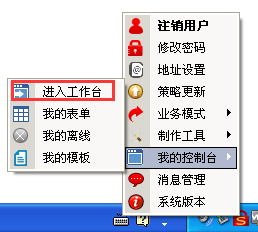 注销用户
修改密码
地址设置
策略更新
业务模式
制作工具
我的控制台
消息管理
系统版本
进入工作台
我的表单
我的离线
我的模板